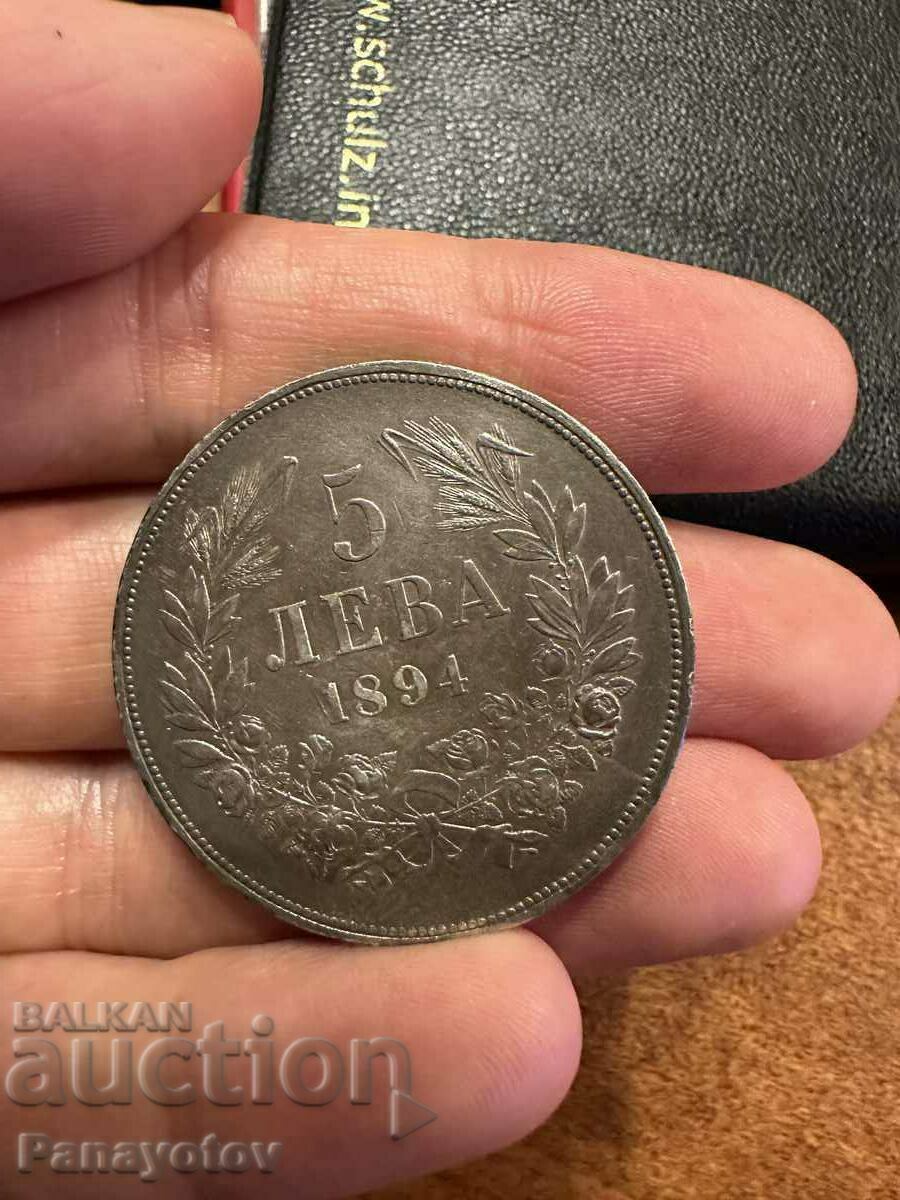 w.schulz.in
5
ЛЕВА
1894
BALKAN
auction
Panayotov